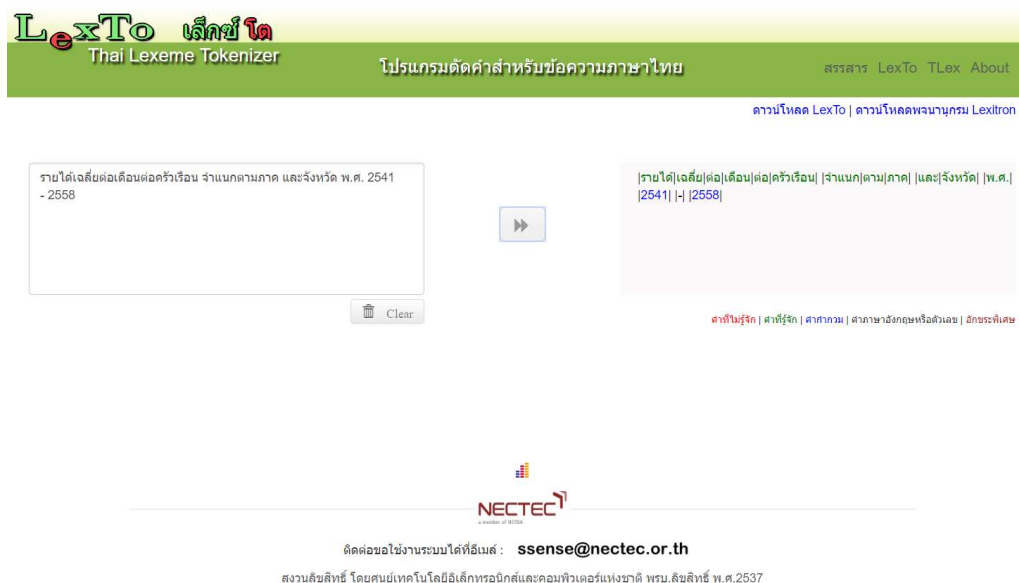 LexTo เล็กซ์ โต
Thai Lexeme Tokenizer
โปรแกรมตัดคำสำหรับข้อความภาษาไทย
สรรสาร LexTo TLex About
ดาวน์โหลด LexTo | ดาวน์โหลดพจนานุกรม Lexitron
รายได้เฉลี่ยต่อเดือนต่อครัวเรือน จำแนกตามภาค และจังหวัด พ.ศ. 2541
- 2558
|รายได้|เฉลี่ย|ต่อ|เดือน|ต่อ|ครัวเรือน| |จำแนก|ตาม|ภาค| |และ|จังหวัด| |พ.ศ.|
|2541| |-| |2558|
Clear
คำที่ไม่รู้จัก | คำที่รู้จัก | คำกำกวม | คำภาษาอังกฤษหรือตัวเลข | อักขระพิเศษ
NECTEC
a member of NSTDA
ติดต่อขอใช้งานระบบได้ที่อีเมล์ : ssense@nectec.or.th
สงวนลิขสิทธิ์ โดยศูนย์เทคโนโลยีอิเล็กทรอนิกส์และคอมพิวเตอร์แห่งชาติ พรบ.ลิขสิทธิ์ พ.ศ.2537